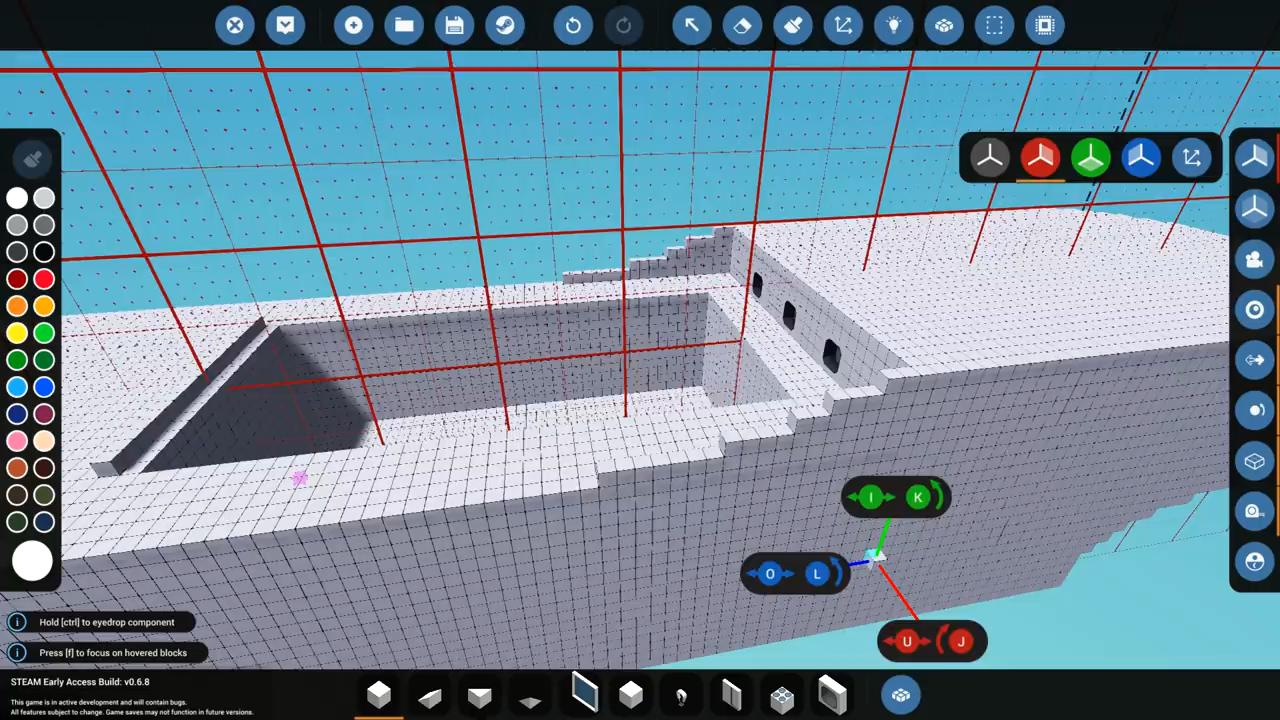 I
K
O
L
U
J
Hold [ctrl] to eyedrop component
Press [f] to focus on hovered blocks
STEAM Early Access Build: v0.6.8
This game is in active development and will contain bugs.
All features subject to change. Game saves may not function in future versions.